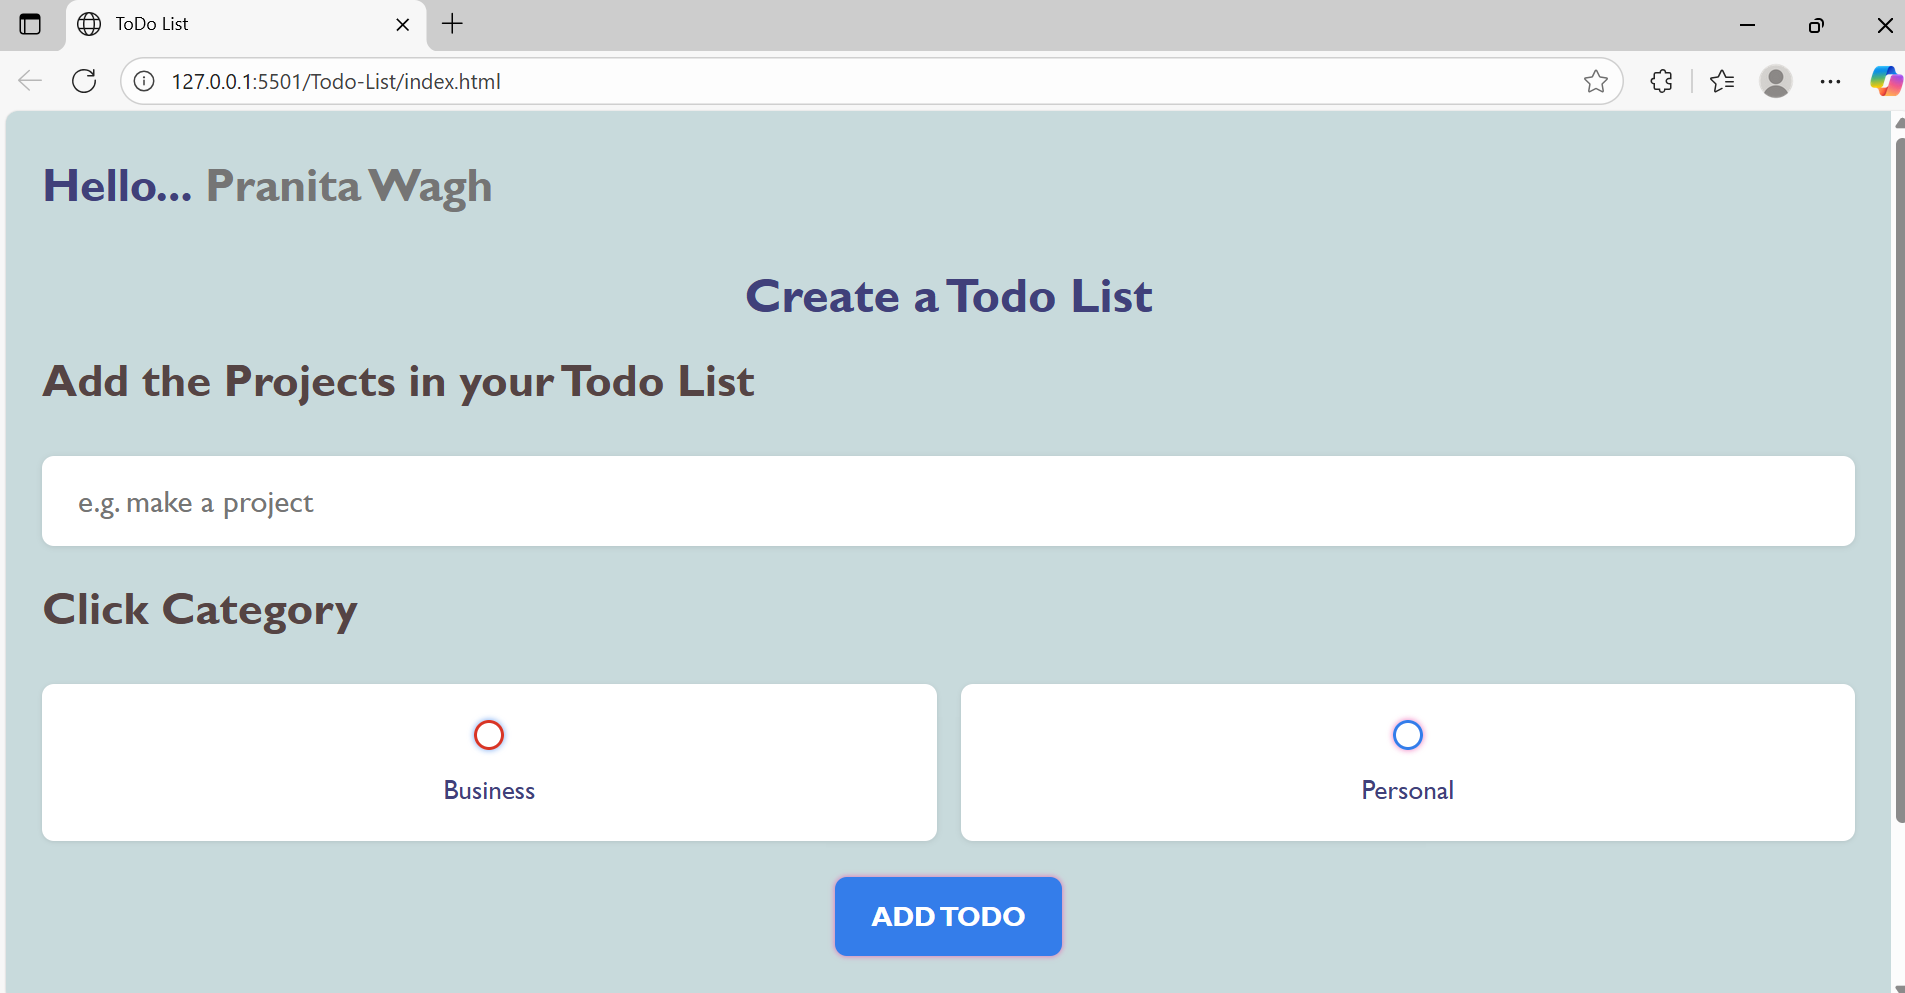 ToDo List
127.0.0.1:5501/Todo-List/index.html
Hello... Pranita Wagh
Create a Todo List
Add the Projects in your Todo List
e.g. make a project
Click Category
Business
Personal
ADD TODO